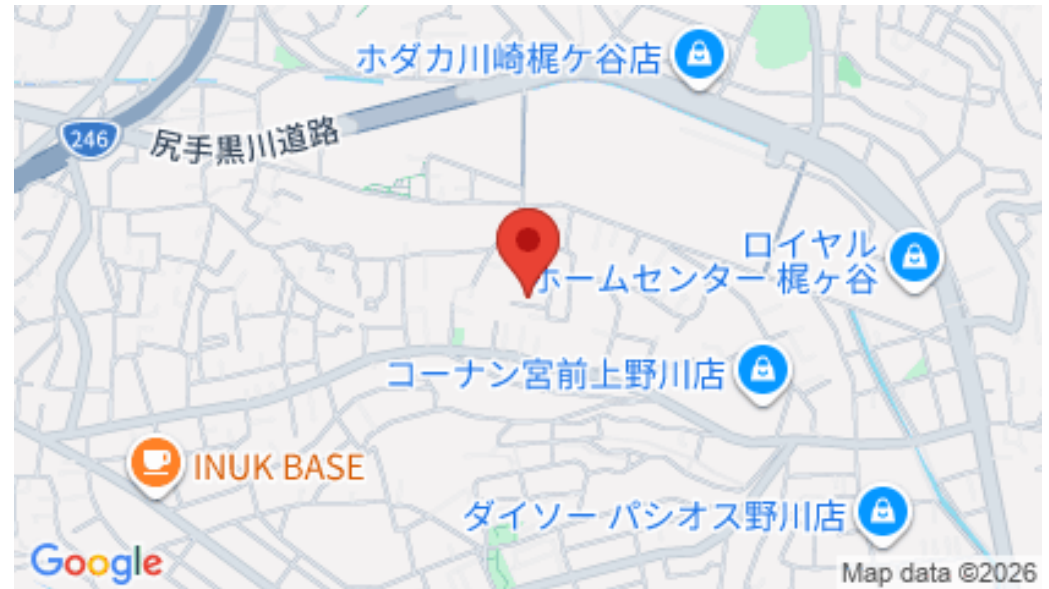 ホダカ川崎梶ケ谷店
246
尻手黒川道路
ロイヤル
ホームセンター 梶ヶ谷
コーナン宮前上野川店
INUK BASE
ダイソー パシオス野川店
Google
Map data ©2026